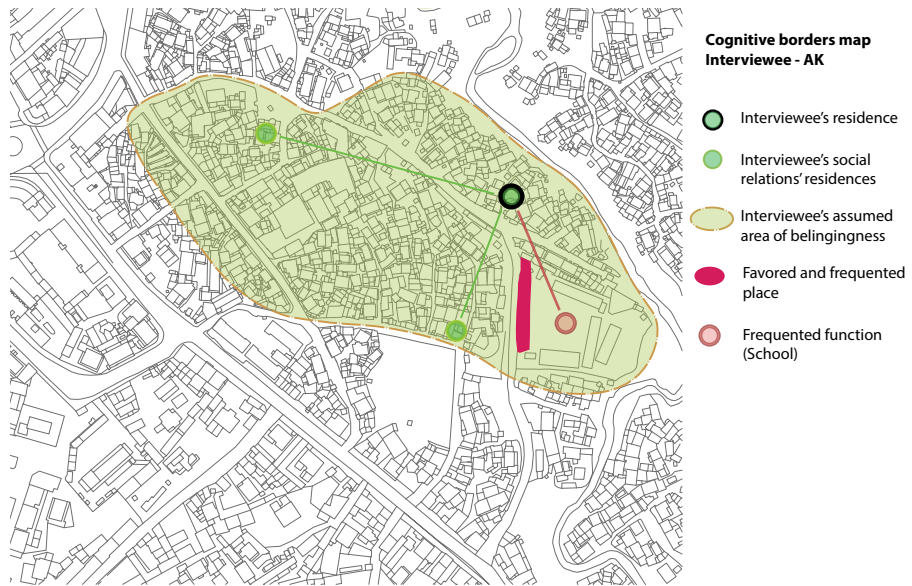 Cognitive borders map
Interviewee - AK
Interviewee's residence
Interviewee's social
relations' residences
Interviewee's assumed
area of belingingness
Favored and frequented
place
Frequented function
(School)